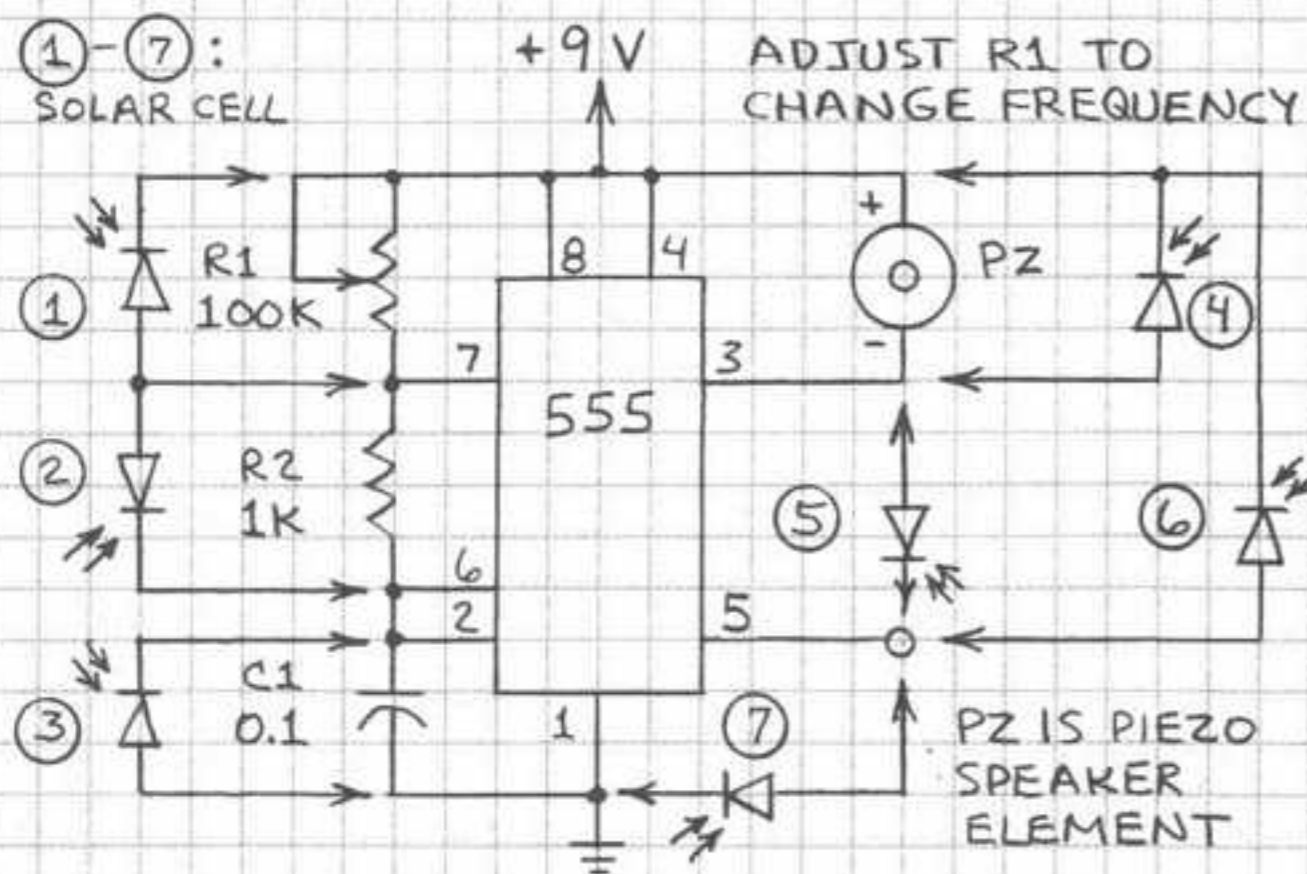 ①-⑦:
SOLAR CELL
+9V
ADJUST R1 TO
CHANGE FREQUENCY
①
R1
100K
8
4
+
PZ
-
④
7
3
555
②
R2
1K
⑤
⑥
6
2
5
③
C1
0.1
1
⑦
PZ IS PIEZO
SPEAKER
ELEMENT